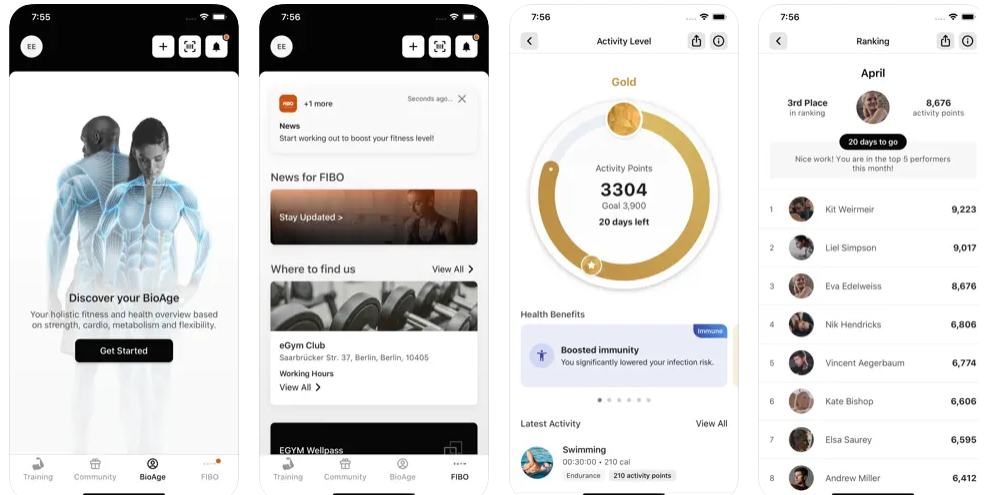 7:55
EE
Discover your BioAge
Your holistic fitness and health overview based
on strength, cardio, metabolism and flexibility.
Get Started
Training
Community
BioAge
FIBO
7:56
EE
FIBO
+1 more
Seconds ago...
News
Start working out to boost your fitness level!
News for FIBO
Stay Updated >
Where to find us
View All
eGym Club
Saarbrücker Str. 37, Berlin, Berlin, 10405
Working Hours
View All
EGYM Wellpass
Training
Community
BioAge
FIBO
7:56
Activity Level
Gold
Activity Points
3304
Goal 3,900
20 days left
Health Benefits
Immune
Boosted immunity
You significantly lowered your infection risk.
Latest Activity
View All
Swimming
00:30:00 • 210 cal
Endurance
210 activity points
7:56
Ranking
April
3rd Place
in ranking
8,676
activity points
20 days to go
Nice work! You are in the top 5 performers
this month!
1 Kit Weirmeir 9,223
2 Liel Simpson 9,017
3 Eva Edelweiss 8,676
4 Nik Hendricks 6,806
5 Vincent Aegerbaum 6,774
6 Kate Bishop 6,606
7 Elsa Saurey 6,595
8 Andrew Miller 6,412